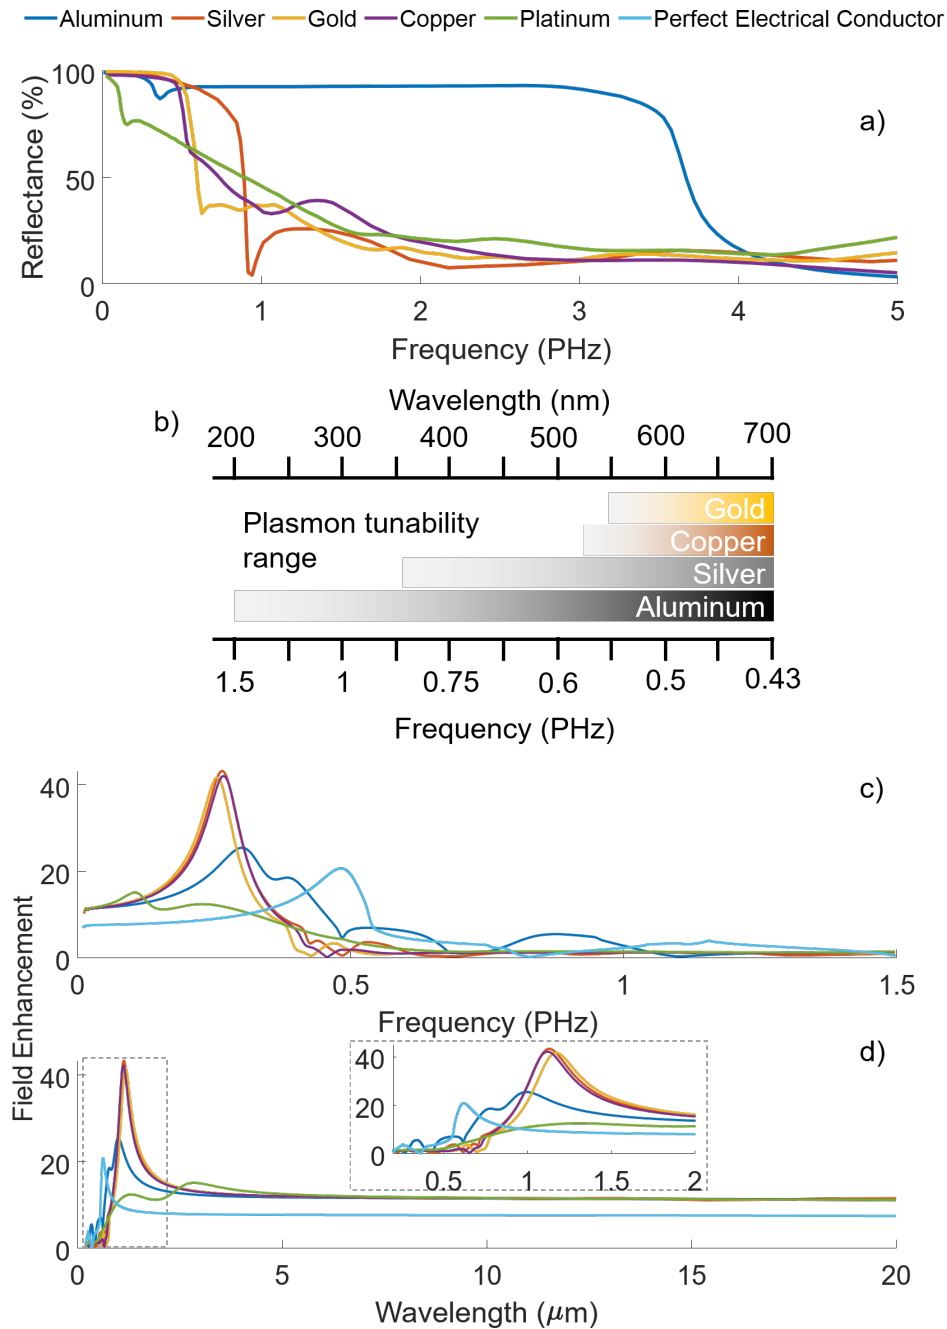 Aluminum Silver Gold Copper Platinum Perfect Electrical Conductor
100
50
0
Reflectance (%)
a)
0 1 2 3 4 5
Frequency (PHz)
b)
Wavelength (nm)
200 300 400 500 600 700
Plasmon tunability
range
Gold
Copper
Silver
Aluminum
1.5 1 0.75 0.6 0.5 0.43
Frequency (PHz)
c)
40
20
0
0 0.5 1 1.5
Frequency (PHz)
Field Enhancement
d)
40
20
0
40
20
0
0.5 1 1.5 2
0 5 10 15 20
Wavelength (μm)